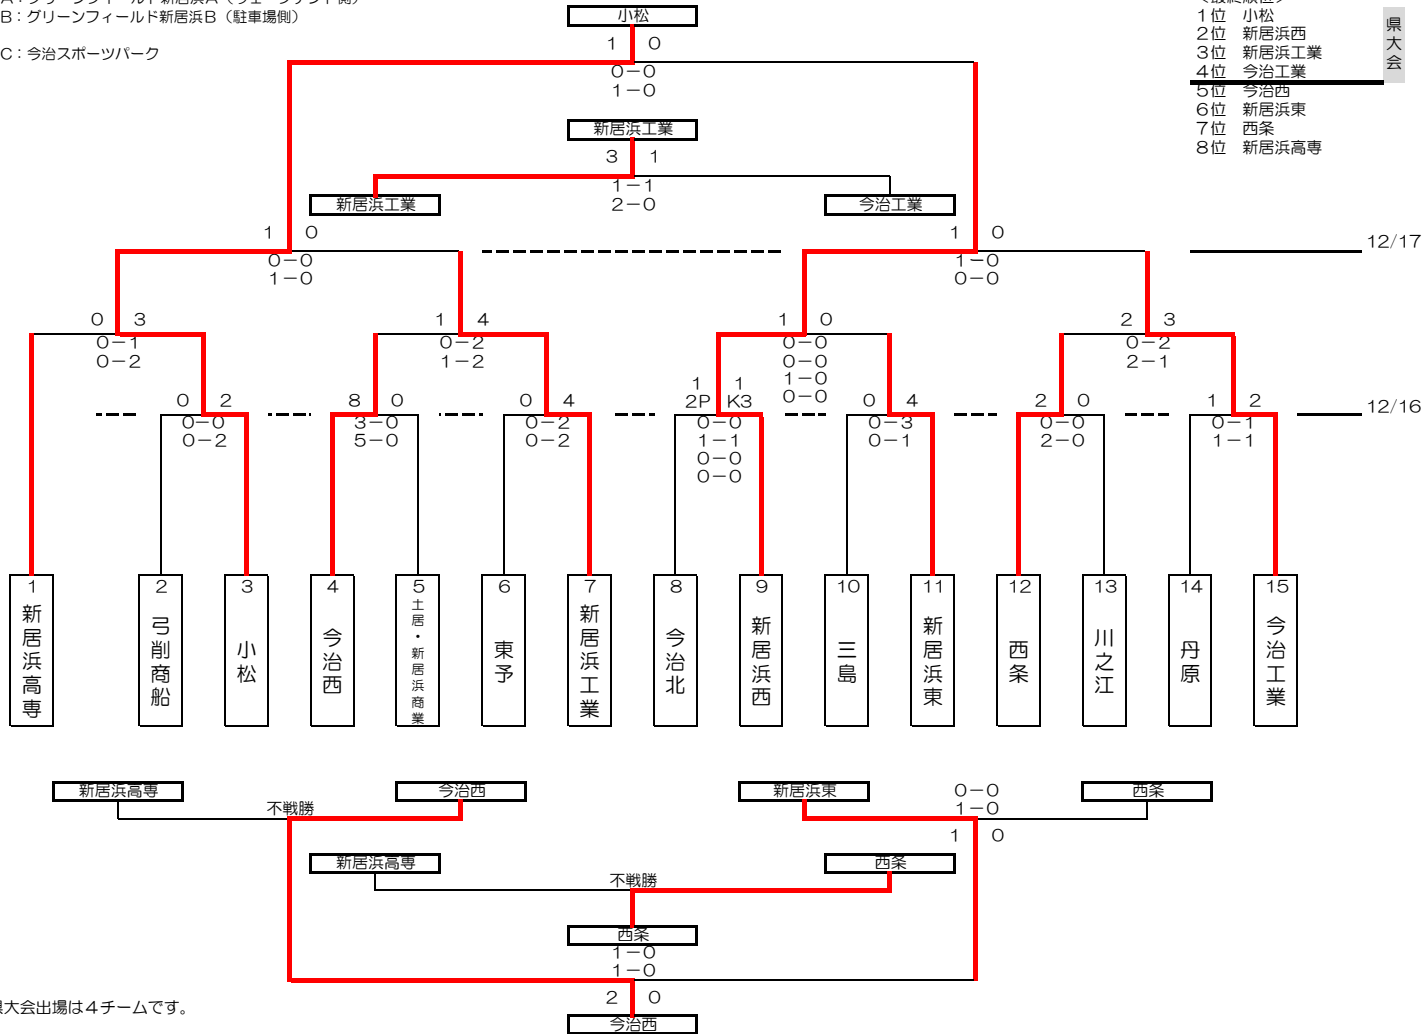 B：グリーンフィールド新居浜B（駐車場側）
C：今治スポーツパーク
小松
1 0
0－0
1－0
1位 小松
2位 新居浜西
3位 新居浜工業
4位 今治工業
5位 今治西
6位 新居浜東
7位 西条
8位 新居浜高専
県大会
新居浜工業
3 1
1－1
2－0
新居浜工業
今治工業
1 0
0－0
1－0
1 0
1－0
0－0
12/17
0 3
0－1
0－2
1 4
0－2
1－2
1 0
0－0
0－0
1－0
0－0
2 3
0－2
2－1
0 2
0－0
0－2
8 0
3－0
5－0
0 4
0－2
0－2
1 1
2P K3
0－0
1－1
0－0
0－0
0 4
0－3
0－1
2 0
0－0
2－0
1 2
0－1
1－1
12/16
1
新居浜高専
2
弓削商船
3
小松
4
今治西
5
土居・新居浜商業
6
東予
7
新居浜工業
8
今治北
9
新居浜西
10
三島
11
新居浜東
12
西条
13
川之江
14
丹原
15
今治工業
新居浜高専
今治西
不戦勝
新居浜東
西条
0－0
1－0
1 0
新居浜高専
西条
不戦勝
西条
1－0
1－0
2 0
今治西
県大会出場は4チームです。